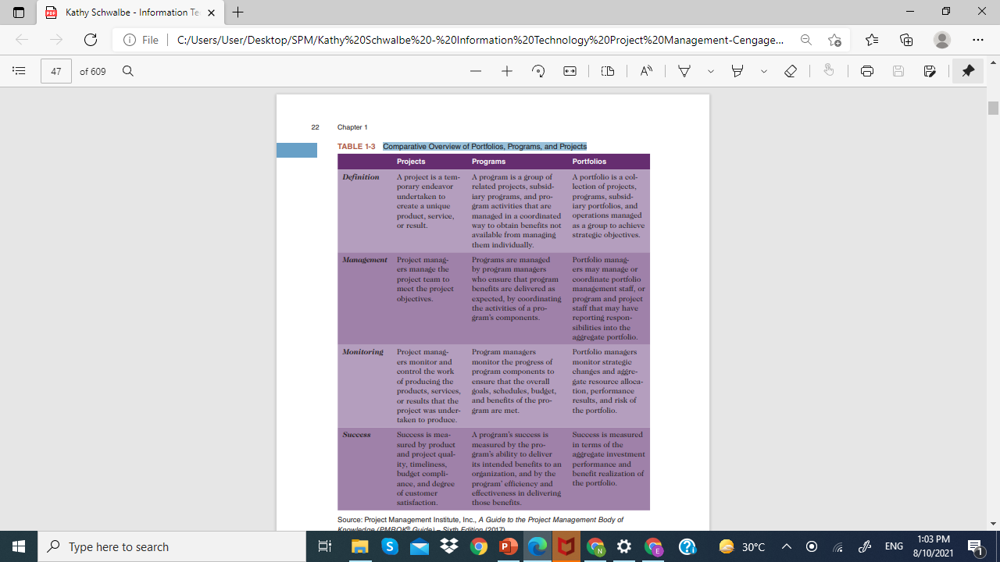 Kathy Schwalbe - Information Te
File
C:/Users/User/Desktop/SPM/Kathy%20Schwalbe%20-%20Information%20Technology%20Project%20Management-Cengage...
47 of 609
22 Chapter 1
TABLE 1-3 Comparative Overview of Portfolios, Programs, and Projects
Projects Programs Portfolios
Definition
A project is a tem-
porary endeavor
undertaken to
create a unique
product, service,
or result.
A program is a group of
related projects, subsid-
iary programs, and pro-
gram activities that are
managed in a coordinated
way to obtain benefits not
available from managing
them individually.
A portfolio is a col-
lection of projects,
programs, subsid-
iary portfolios, and
operations managed
as a group to achieve
strategic objectives.
Management
Project manag-
ers manage the
project team to
meet the project
objectives.
Programs are managed
by program managers
who ensure that program
benefits are delivered as
expected, by coordinating
the activities of a pro-
gram's components.
Portfolio manag-
ers may manage or
coordinate portfolio
management staff, or
program and project
staff that may have
reporting respon-
sibilities into the
aggregate portfolio.
Monitoring
Project manag-
ers monitor and
control the work
of producing the
products, services,
or results that the
project was under-
taken to produce.
Program managers
monitor the progress of
program components to
ensure that the overall
goals, schedules, budget,
and benefits of the pro-
gram are met.
Portfolio managers
monitor strategic
changes and aggre-
gate resource alloca-
tion, performance
results, and risk of
the portfolio.
Success
Success is mea-
sured by product
and project qual-
ity, timeliness,
budget compli-
ance, and degree
of customer
satisfaction.
A program's success is
measured by the pro-
gram's ability to deliver
its intended benefits to an
organization, and by the
program' efficiency and
effectiveness in delivering
those benefits.
Success is measured
in terms of the
aggregate investment
performance and
benefit realization of
the portfolio.
Source: Project Management Institute, Inc., A Guide to the Project Management Body of
Knowledge (PMBOK® Guide) – Sixth Edition (2017)
Type here to search
30°C
ENG
1:03 PM
8/10/2021
1